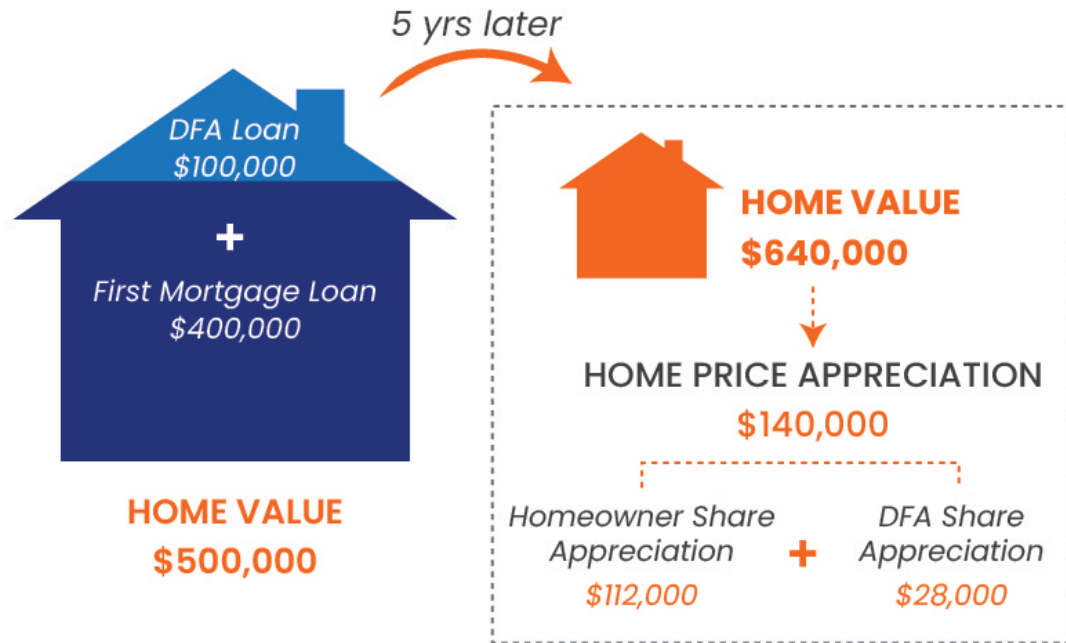 5 yrs later
DFA Loan
$100,000
+
First Mortgage Loan
$400,000
HOME VALUE
$500,000
HOME VALUE
$640,000
HOME PRICE APPRECIATION
$140,000
Homeowner Share
Appreciation
$112,000
+
DFA Share
Appreciation
$28,000